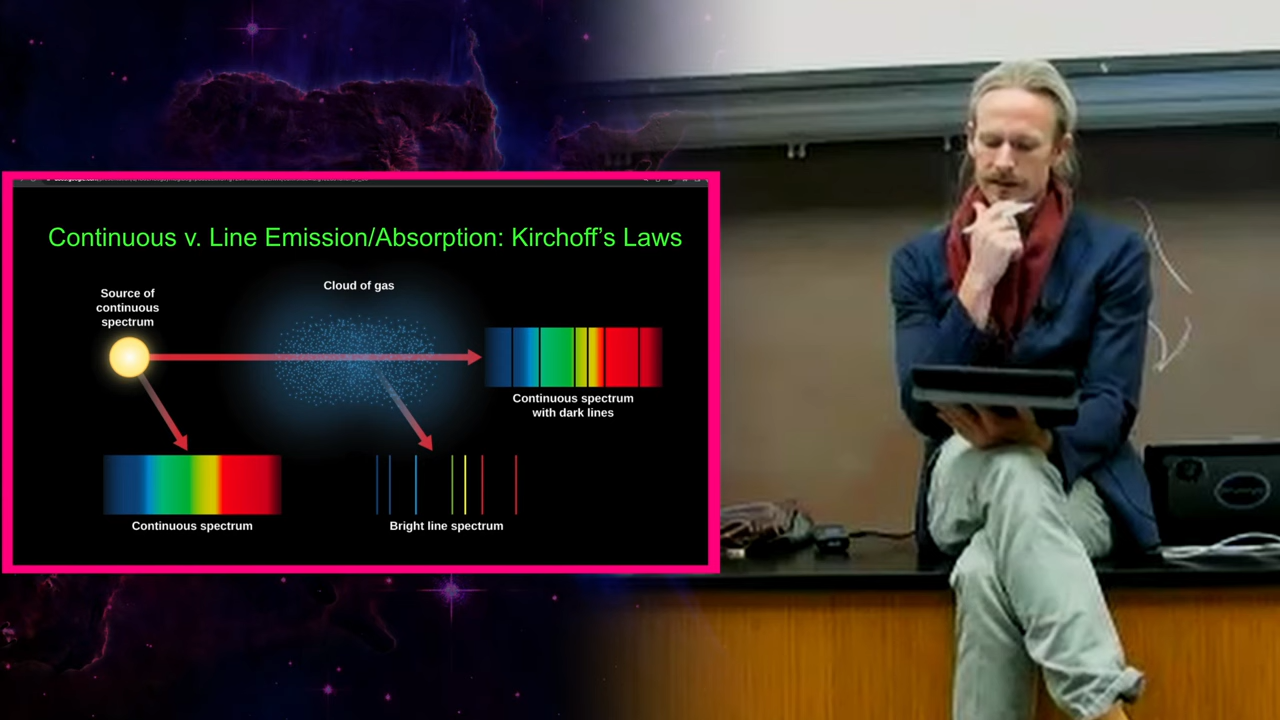 Continuous v. Line Emission/Absorption: Kirchoff's Laws
Cloud of gas
Source of
continuous
spectrum
Continuous spectrum
with dark lines
Continuous spectrum
Bright line spectrum